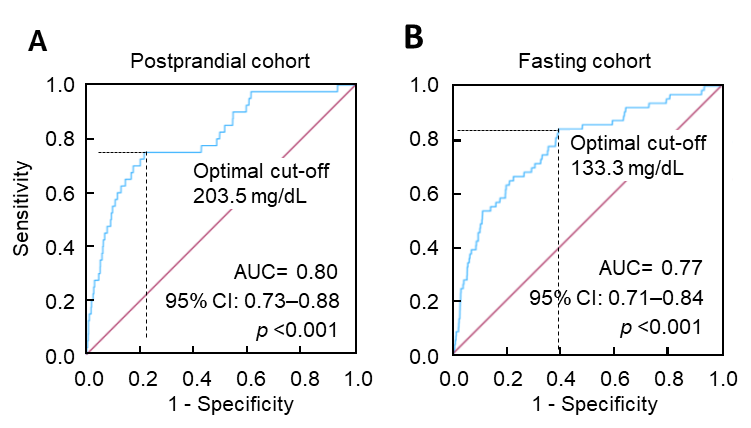 A
Postprandial cohort
Sensitivity
1.0
0.8
0.6
0.4
0.2
0.0
Optimal cut-off
203.5 mg/dL
AUC= 0.80
95% CI: 0.73–0.88
p <0.001
0.0 0.2 0.4 0.6 0.8 1.0
1 - Specificity
B
Fasting cohort
1.0
0.8
0.6
0.4
0.2
0.0
Optimal cut-off
133.3 mg/dL
AUC= 0.77
95% CI: 0.71–0.84
p <0.001
0.0 0.2 0.4 0.6 0.8 1.0
1 - Specificity